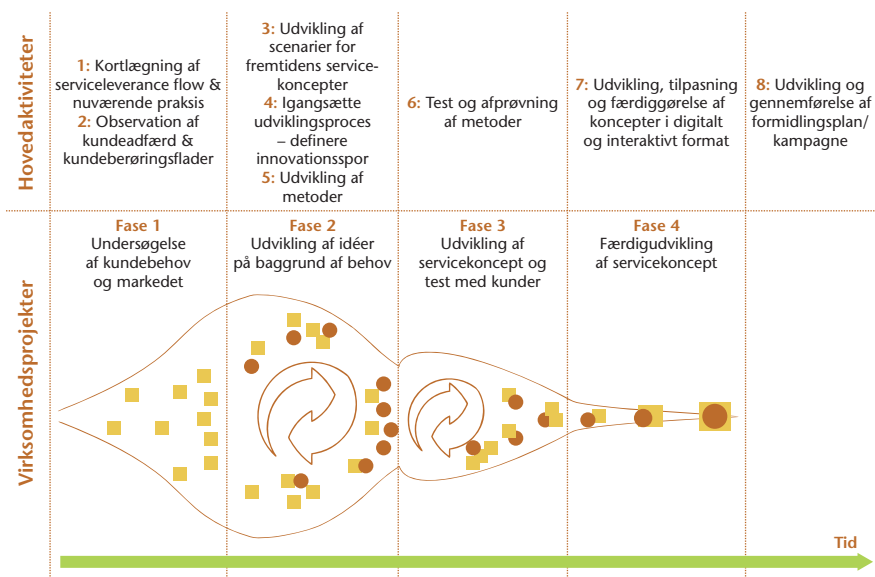 Hovedaktiviteter
1: Kortlægning af
serviceleverance flow &
nuværende praksis
2: Observation af
kundeadfærd &
kundeberøringsflader
3: Udvikling af
scenarier for
fremtidens service-
koncepter
4: Igangsætte
udviklingsproces
– definere
innovationsspor
5: Udvikling af
metoder
6: Test og afprøvning
af metoder
7: Udvikling, tilpasning
og færdiggørelse af
koncepter i digitalt
og interaktivt format
8: Udvikling og
gennemførelse af
formidlingsplan/
kampagne
Virksomhedsprojekter
Fase 1
Undersøgelse
af kundebehov
og markedet
Fase 2
Udvikling af idéer
på baggrund af behov
Fase 3
Udvikling af
servicekoncept og
test med kunder
Fase 4
Færdigudvikling
af servicekoncept
Tid